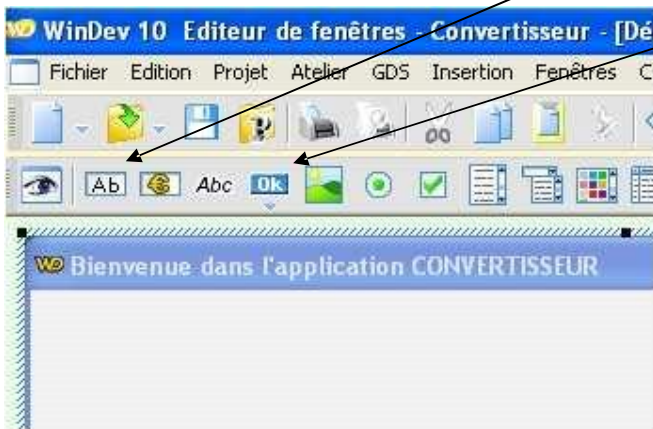 WinDev 10 Editeur de fenêtres - Convertisseur - [Dé
Fichier Edition Projet Atelier GDS Insertion Fenêtres C
Ab Abc Ok
Bienvenue dans l'application CONVERTISSEUR